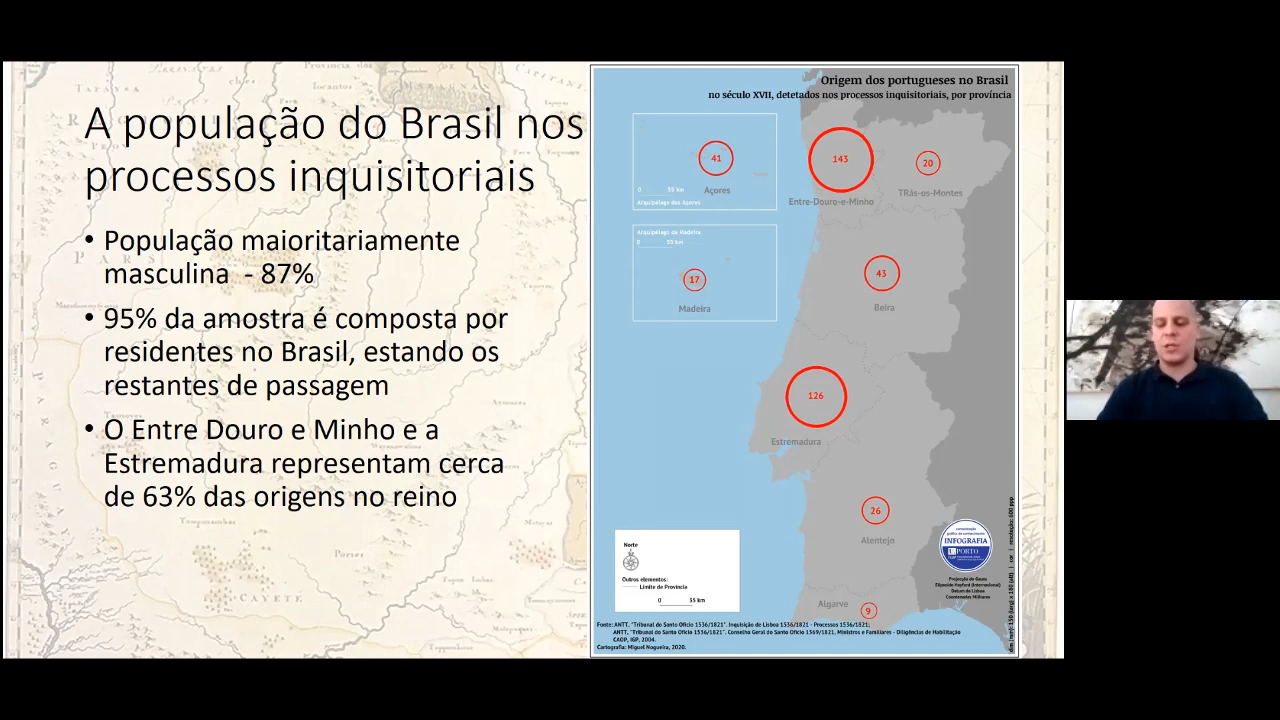 A população do Brasil nos
processos inquisitoriais
• População maioritariamente
masculina - 87%
• 95% da amostra é composta por
residentes no Brasil, estando os
restantes de passagem
• O Entre Douro e Minho e a
Estremadura representam cerca
de 63% das origens no reino
Origem dos portugueses no Brasil
no século XVII, detetados nos processos inquisitoriais, por província
41
0 55 km
Açores
Arquipélago dos Açores
143
Entre-Douro-e-Minho
20
TRás-os-Montes
Arquipélago da Madeira
0 55 km
17
Madeira
43
Beira
126
Estremadura
26
Alentejo
Algarve
9
Norte
Outros elementos:
Limite de Província
0 55 km
INFOGRAFIA
PORTO
Projecção de Gauss
Elipsoide Hayford (Internacional)
Datum de Lisboa
Coordenadas Militares
Fonte: ANTT, "Tribunal do Santo Ofício 1536/1821". Inquisição de Lisboa 1536/1821 - Processos 1536/1821;
ANTT, "Tribunal do Santo Ofício 1536/1821". Conselho Geral do Santo Ofício 1569/1821, Ministros e Familiares - Diligências de Habilitação
CAOP, IGP, 2004.
Cartografia: Miguel Nogueira, 2020.